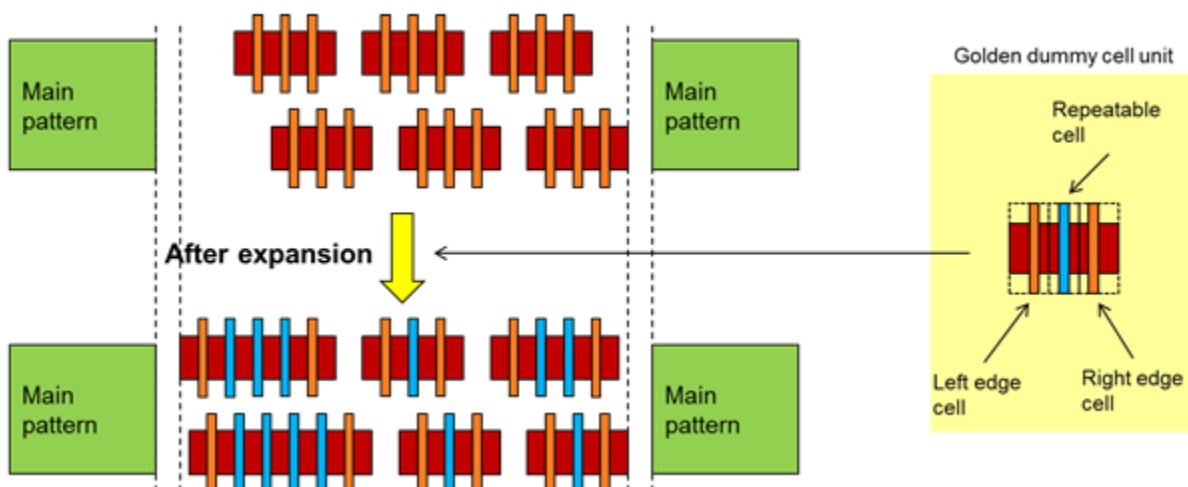 Main
pattern
Main
pattern
Golden dummy cell unit
Repeatable
cell
After expansion
Main
pattern
Main
pattern
Left edge
cell
Right edge
cell